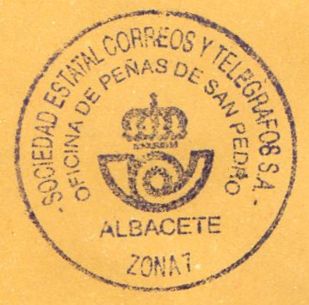 -SOCIEDAD ESTATAL CORREOS Y TELEGRAFOS S.A.-
OFICINA DE PEÑAS DE SAN PEDRO
ALBACETE
ZONA 1